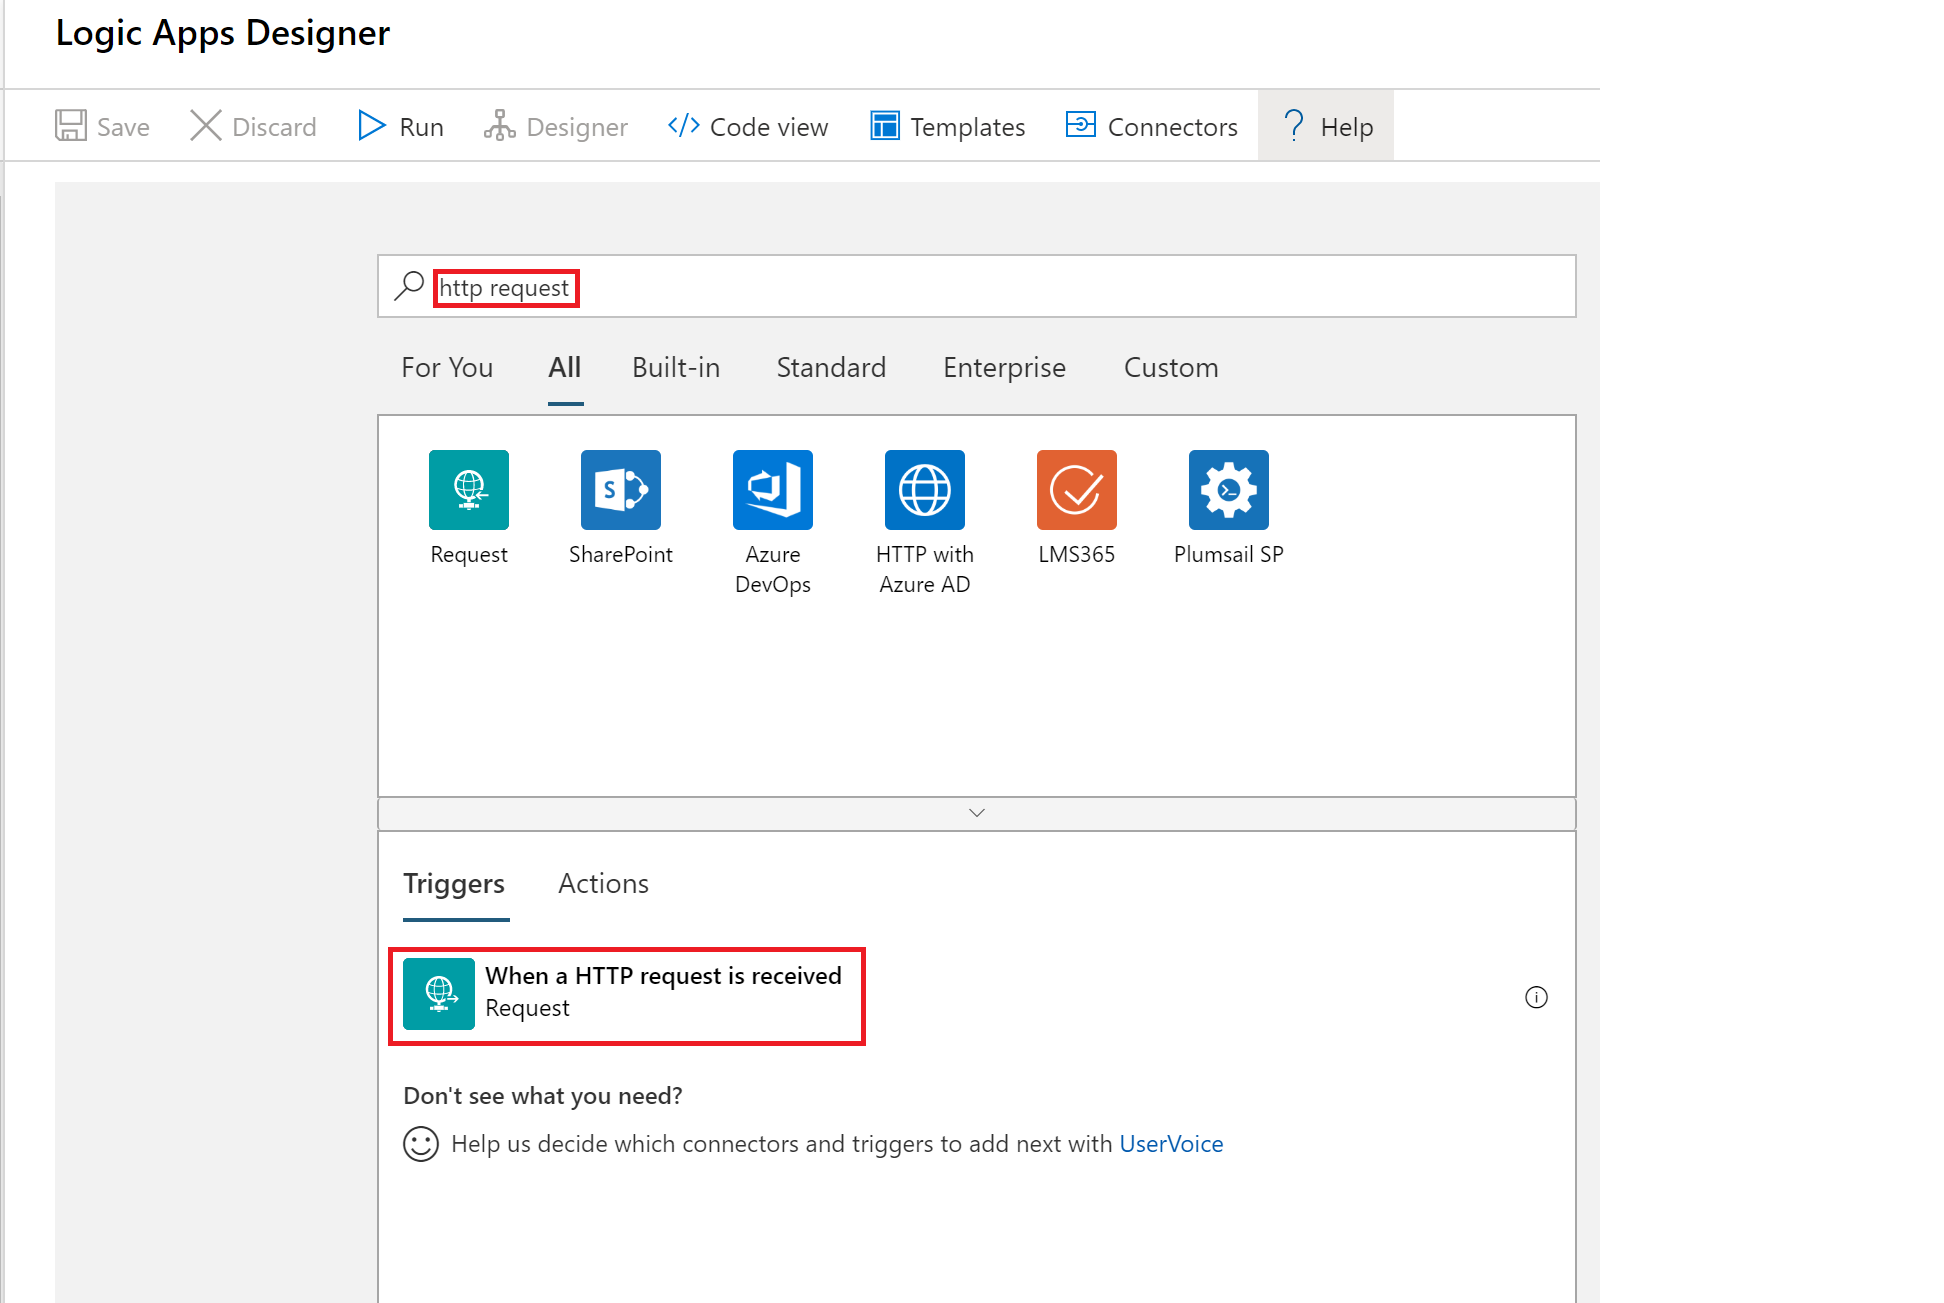 Logic Apps Designer
Save Discard Run Designer Code view Templates Connectors Help
http request
For You All Built-in Standard Enterprise Custom
Request SharePoint Azure DevOps HTTP with Azure AD LMS365 Plumsail SP
Triggers Actions
When a HTTP request is received
Request
Don't see what you need?
Help us decide which connectors and triggers to add next with UserVoice